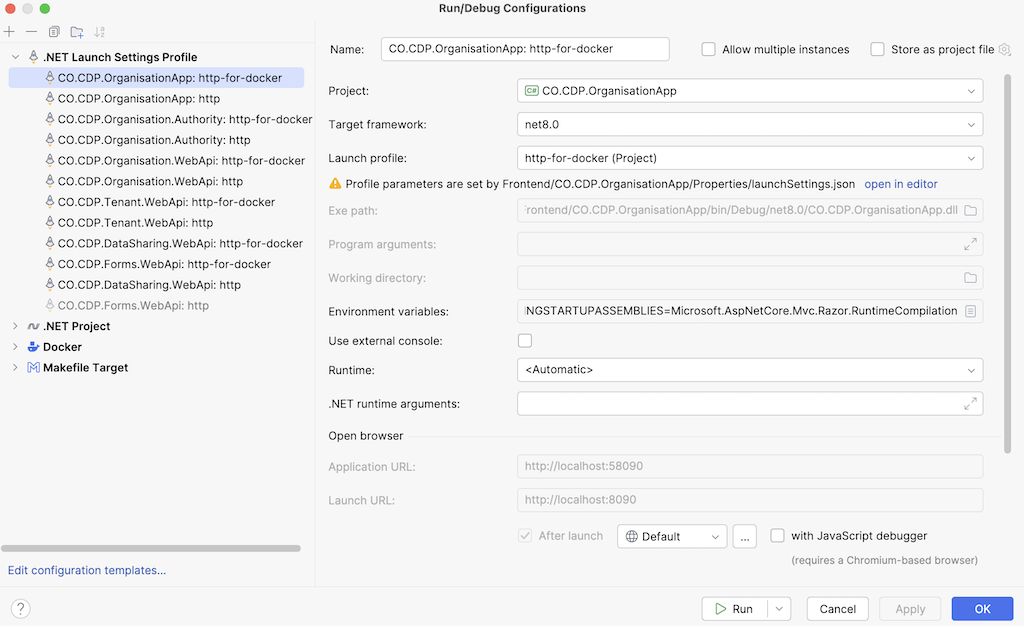 Run/Debug Configurations
.NET Launch Settings Profile
CO.CDP.OrganisationApp: http-for-docker
CO.CDP.OrganisationApp: http
CO.CDP.Organisation.Authority: http-for-docker
CO.CDP.Organisation.Authority: http
CO.CDP.Organisation.WebApi: http-for-docker
CO.CDP.Organisation.WebApi: http
CO.CDP.Tenant.WebApi: http-for-docker
CO.CDP.Tenant.WebApi: http
CO.CDP.DataSharing.WebApi: http-for-docker
CO.CDP.Forms.WebApi: http-for-docker
CO.CDP.DataSharing.WebApi: http
CO.CDP.Forms.WebApi: http
.NET Project
Docker
Makefile Target
Edit configuration templates...
?
Name: CO.CDP.OrganisationApp: http-for-docker Allow multiple instances Store as project file
Project: C# CO.CDP.OrganisationApp
Target framework: net8.0
Launch profile: http-for-docker (Project)
Profile parameters are set by Frontend/CO.CDP.OrganisationApp/Properties/launchSettings.json open in editor
Exe path: rontend/CO.CDP.OrganisationApp/bin/Debug/net8.0/CO.CDP.OrganisationApp.dll
Program arguments:
Working directory:
Environment variables: NGSTARTUPASSEMBLIES=Microsoft.AspNetCore.Mvc.Razor.RuntimeCompilation
Use external console:
Runtime: <Automatic>
.NET runtime arguments:
Open browser
Application URL: http://localhost:58090
Launch URL: http://localhost:8090
After launch Default ... with JavaScript debugger
(requires a Chromium-based browser)
Run Cancel Apply OK